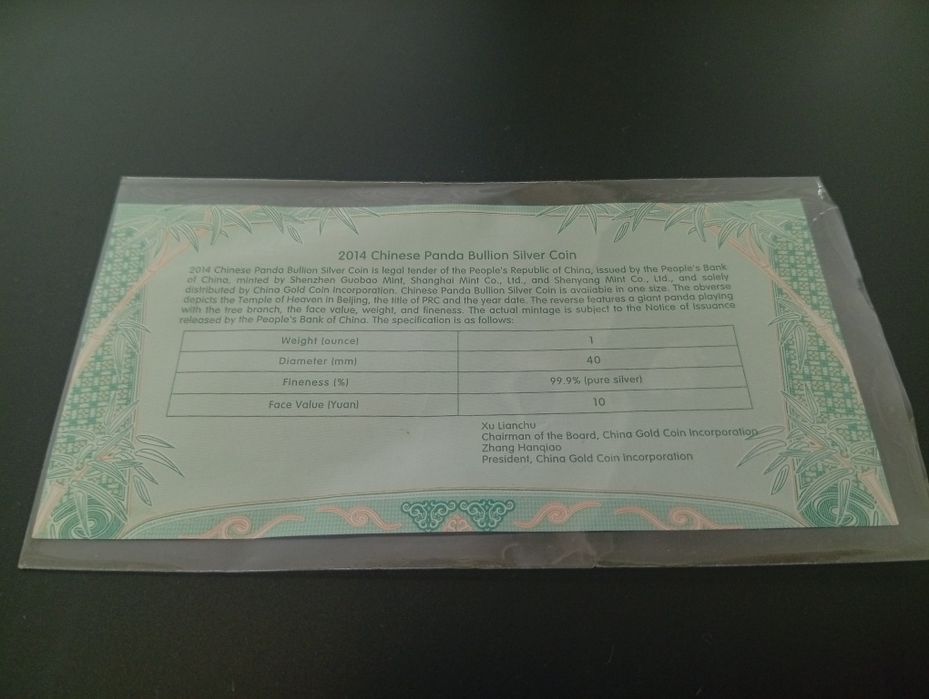 2014 Chinese Panda Bullion Silver Coin
2014 Chinese Panda Bullion Silver Coin is legal tender of the People's Republic of China, issued by the People's Bank
of China, minted by Shenzhen Guobao Mint, Shanghai Mint Co., Ltd., and Shenyang Mint Co., Ltd., and solely
distributed by China Gold Coin Incorporation. Chinese Panda Bullion Silver Coin is available in one size. The obverse
depicts the Temple of Heaven in Beijing, the title of PRC and the year date. The reverse features a giant panda playing
with the tree branch, the face value, weight, and fineness. The actual mintage is subject to the Notice of Issuance
released by the People's Bank of China. The specification is as follows:
Weight (ounce) 1
Diameter (mm) 40
Fineness (%) 99.9% (pure silver)
Face Value (Yuan) 10
Xu Lianchu
Chairman of the Board, China Gold Coin Incorporation
Zhang Hanqiao
President, China Gold Coin Incorporation